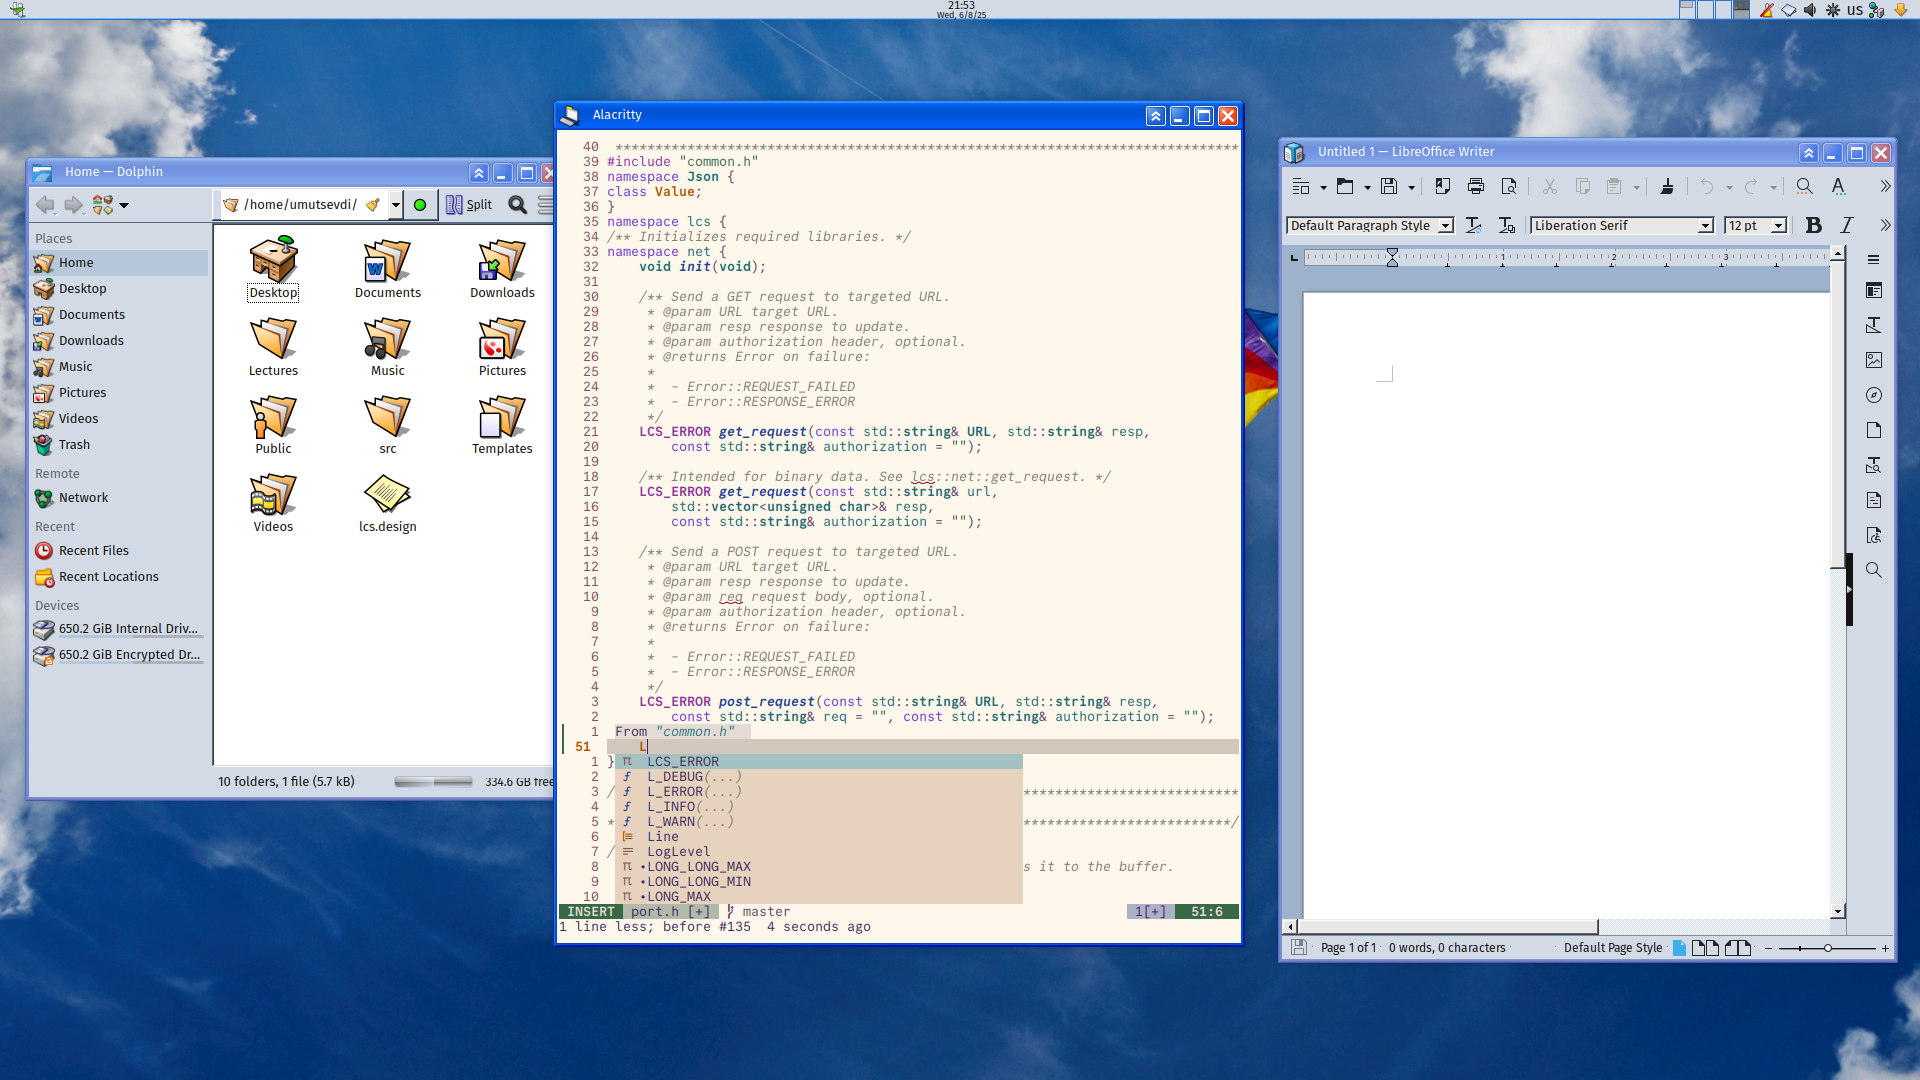 21:53
Wed, 6/8/25
us
Home — Dolphin
/home/umutsevdi/
Split
Places
Home
Desktop
Documents
Downloads
Music
Pictures
Videos
Trash
Remote
Network
Recent
Recent Files
Recent Locations
Devices
650.2 GiB Internal Driv...
650.2 GiB Encrypted Dr...
Desktop
Documents
Downloads
Lectures
Music
Pictures
Public
src
Templates
Videos
lcs.design
10 folders, 1 file (5.7 kB)
334.6 GB free
Alacritty
40 ******************************************************************************
39 #include "common.h"
38 namespace Json {
37 class Value;
36 }
35 namespace lcs {
34 /** Initializes required libraries. */
33 namespace net {
32     void init(void);
31
30     /** Send a GET request to targeted URL.
29      * @param URL target URL.
28      * @param resp response to update.
27      * @param authorization header, optional.
26      * @returns Error on failure:
25      *
24      *  - Error::REQUEST_FAILED
23      *  - Error::RESPONSE_ERROR
22      */
21     LCS_ERROR get_request(const std::string& URL, std::string& resp,
20         const std::string& authorization = "");
19
18     /** Intended for binary data. See lcs::net::get_request. */
17     LCS_ERROR get_request(const std::string& url,
16         std::vector<unsigned char>& resp,
15         const std::string& authorization = "");
14
13     /** Send a POST request to targeted URL.
12      * @param URL target URL.
11      * @param resp response to update.
10      * @param req request body, optional.
9      * @param authorization header, optional.
8      * @returns Error on failure:
7      *
6      *  - Error::REQUEST_FAILED
5      *  - Error::RESPONSE_ERROR
4      */
3     LCS_ERROR post_request(const std::string& URL, std::string& resp,
2         const std::string& req = "", const std::string& authorization = "");
1 From "common.h"
51     L
1 } π LCS_ERROR
2 f L_DEBUG(...)
3 / f L_ERROR(...) ***************************
4 f L_INFO(...)
5 * f L_WARN(...) **************************/
6 Line
7 / LogLevel
8 π •LONG_LONG_MAX s it to the buffer.
9 π •LONG_LONG_MIN
10 π •LONG_MAX
INSERT port.h [+] master 1[+] 51:6
1 line less; before #135  4 seconds ago
Untitled 1 — LibreOffice Writer
Default Paragraph Style
Liberation Serif
12 pt
B
I
1 2 3
Page 1 of 1
0 words, 0 characters
Default Page Style